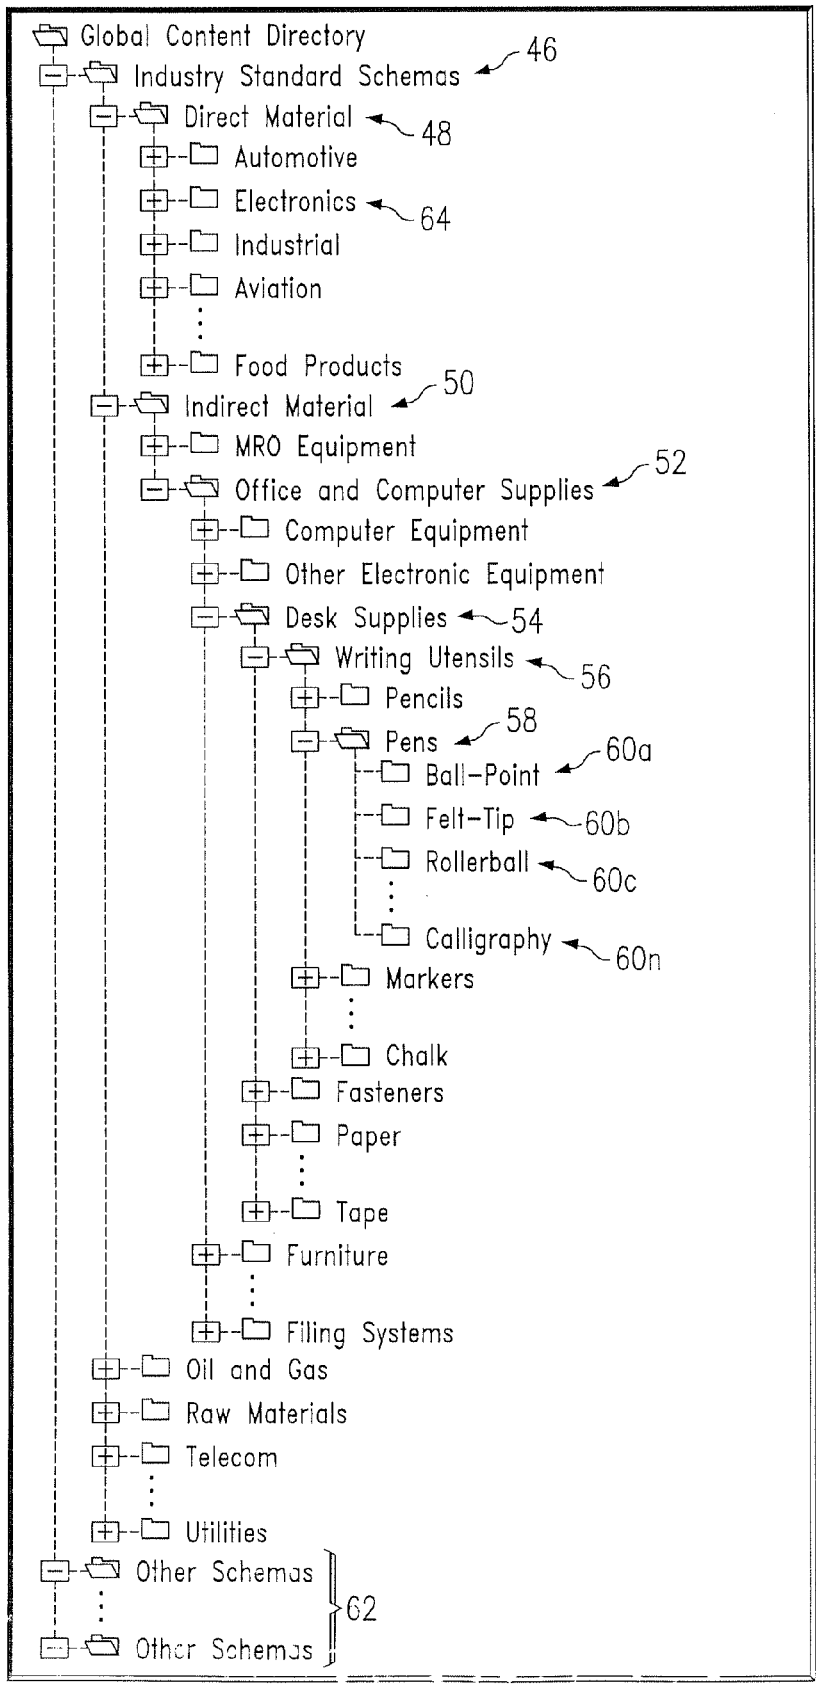 Global Content Directory
Industry Standard Schemas 46
Direct Material 48
Automotive
Electronics 64
Industrial
Aviation
Food Products
Indirect Material 50
MRO Equipment
Office and Computer Supplies 52
Computer Equipment
Other Electronic Equipment
Desk Supplies 54
Writing Utensils 56
Pencils
Pens 58
Ball-Point 60a
Felt-Tip 60b
Rollerball 60c
Calligraphy 60n
Markers
Chalk
Fasteners
Paper
Tape
Furniture
Filing Systems
Oil and Gas
Raw Materials
Telecom
Utilities
Other Schemas
62
Other Schemas